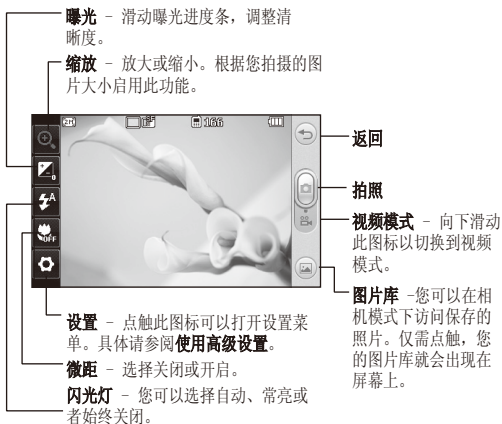 曝光 - 滑动曝光进度条，调整清
晰度。
缩放 - 放大或缩小。根据您拍摄的图
片大小启用此功能。
2M
166
A
0
OFF
返回
拍照
视频模式 - 向下滑动
此图标以切换到视频
模式。
图片库 -您可以在相
机模式下访问保存的
照片。仅需点触，您
的图片库就会出现在
屏幕上。
设置 - 点触此图标可以打开设置菜
单。具体请参阅使用高级设置。
微距 - 选择关闭或开启。
闪光灯 - 您可以选择自动、常亮或
者始终关闭。